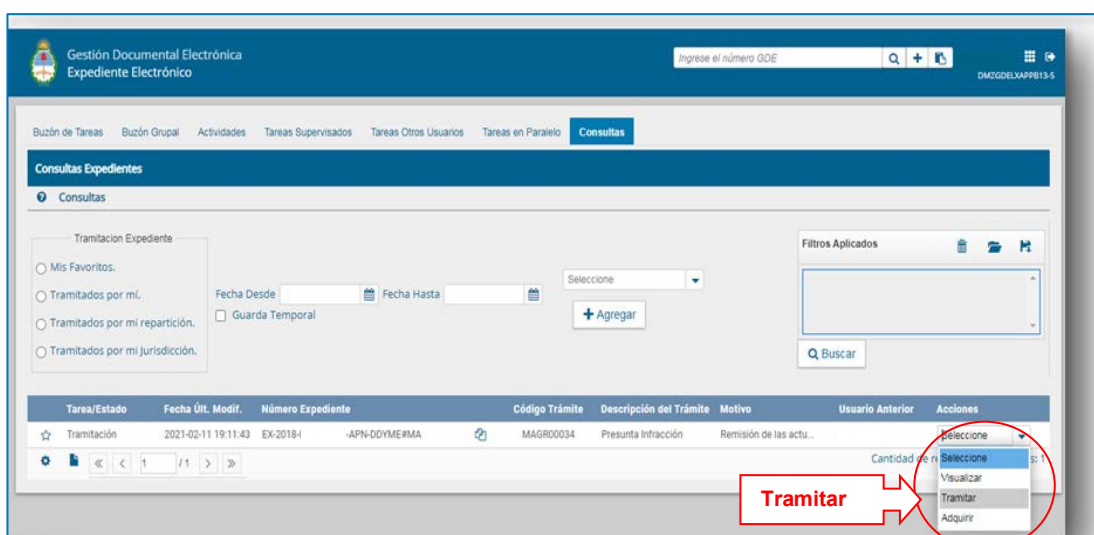 Gestión Documental Electrónica
Expediente Electrónico
Ingrese el número GDE
DMZGDELXAPPB13-5
Buzón de Tareas Buzón Grupal Actividades Tareas Supervisados Tareas Otros Usuarios Tareas en Paralelo Consultas
Consultas Expedientes
Consultas
Tramitacion Expediente
Mis Favoritos.
Tramitados por mí.
Tramitados por mi repartición.
Tramitados por mi Jurisdicción.
Fecha Desde Fecha Hasta
Guarda Temporal
Seleccione
Agregar
Filtros Aplicados
Buscar
Tarea/Estado Fecha Últ. Modif. Número Expediente Código Trámite Descripción del Trámite Motivo Usuario Anterior Acciones
Tramitación 2021-02-11 19:11:43 EX-2018- -APN-DDYME#MA MAGR00034 Presunta Infracción Remisión de las actu... Seleccione
1 /1 Cantidad de s: 1
Seleccione
Visualizar
Tramitar
Adquirir
Tramitar